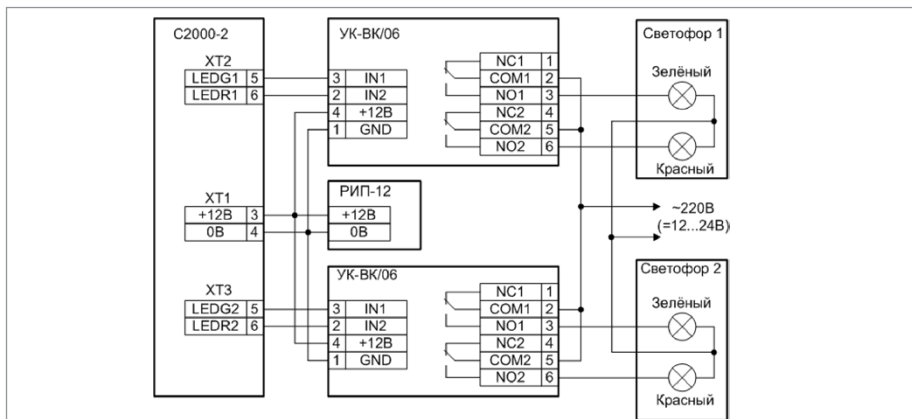 С2000-2
XT2
LEDG1 5
LEDR1 6
XT1
+12В 3
0В 4
XT3
LEDG2 5
LEDR2 6
УК-ВК/06
3 IN1
2 IN2
4 +12В
1 GND
NC1 1
COM1 2
NO1 3
NC2 4
COM2 5
NO2 6
РИП-12
+12В
0В
УК-ВК/06
3 IN1
2 IN2
4 +12В
1 GND
NC1 1
COM1 2
NO1 3
NC2 4
COM2 5
NO2 6
Светофор 1
Зелёный
Красный
~220В
(=12...24В)
Светофор 2
Зелёный
Красный